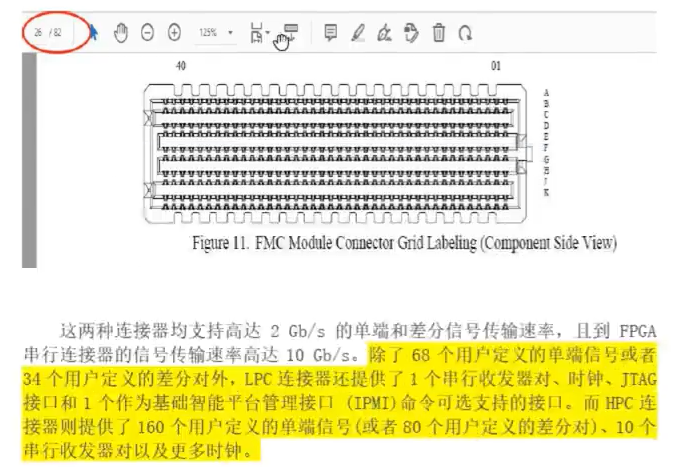 26 / 82
125%
40 01
A
B
C
D
E
F
G
H
J
K
Figure 11. FMC Module Connector Grid Labeling (Component Side View)
这两种连接器均支持高达 2 Gb/s 的单端和差分信号传输速率，且到 FPGA
串行连接器的信号传输速率高达 10 Gb/s。除了 68 个用户定义的单端信号或者
34 个用户定义的差分对外，LPC 连接器还提供了 1 个串行收发器对、时钟、JTAG
接口和 1 个作为基础智能平台管理接口 (IPMI)命令可选支持的接口。而 HPC 连
接器则提供了 160 个用户定义的单端信号(或者 80 个用户定义的差分对)、10 个
串行收发器对以及更多时钟。